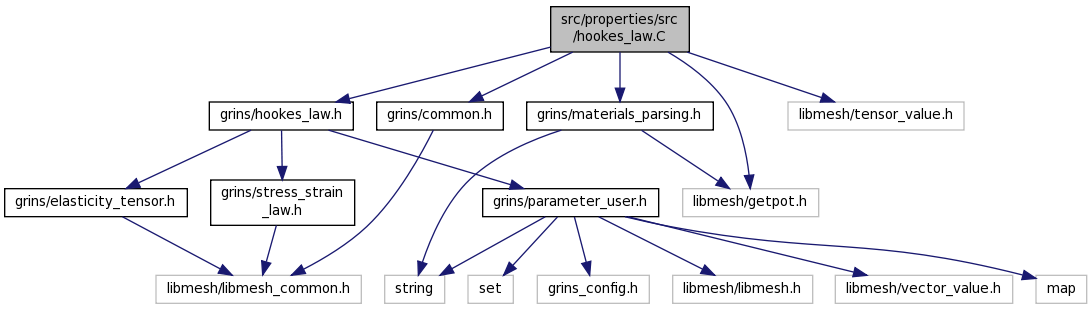 src/properties/src
/hookes_law.C
grins/hookes_law.h
grins/common.h
grins/materials_parsing.h
libmesh/tensor_value.h
grins/elasticity_tensor.h
grins/stress_strain
_law.h
grins/parameter_user.h
libmesh/getpot.h
libmesh/libmesh_common.h
string
set
grins_config.h
libmesh/libmesh.h
libmesh/vector_value.h
map